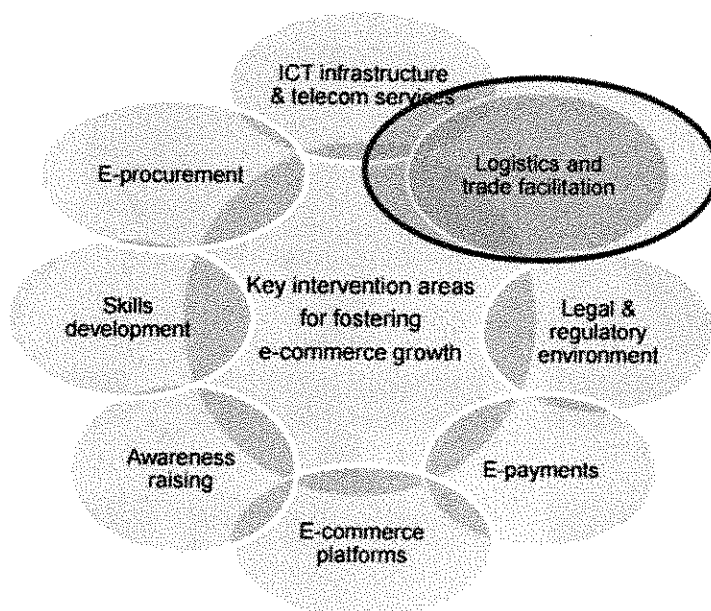 ICT infrastructure
& telecom services
Logistics and
trade facilitation
E-procurement
Key intervention areas
for fostering
e-commerce growth
Skills
development
Legal &
regulatory
environment
Awareness
raising
E-payments
E-commerce
platforms